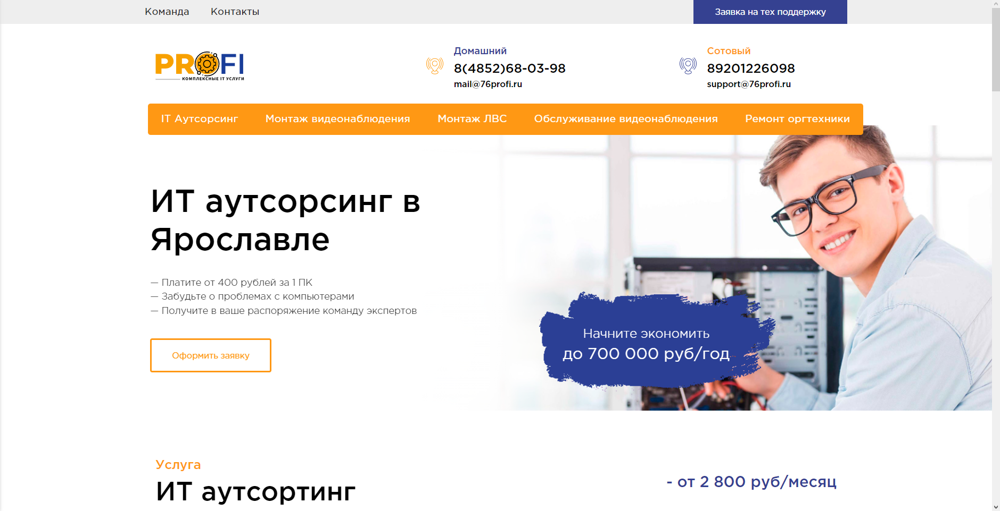 Команда
Контакты
Заявка на тех поддержку
PROFI
КОМПЛЕКСНЫЕ IT УСЛУГИ
Домашний
8(4852)68-03-98
mail@76profi.ru
Сотовый
89201226098
support@76profi.ru
IT Аутсорсинг
Монтаж видеонаблюдения
Монтаж ЛВС
Обслуживание видеонаблюдения
Ремонт оргтехники
ИТ аутсорсинг в
Ярославле
— Платите от 400 рублей за 1 ПК
— Забудьте о проблемах с компьютерами
— Получите в ваше распоряжение команду экспертов
Оформить заявку
Начните экономить
до 700 000 руб/год
Услуга
ИТ аутсортинг
- от 2 800 руб/месяц